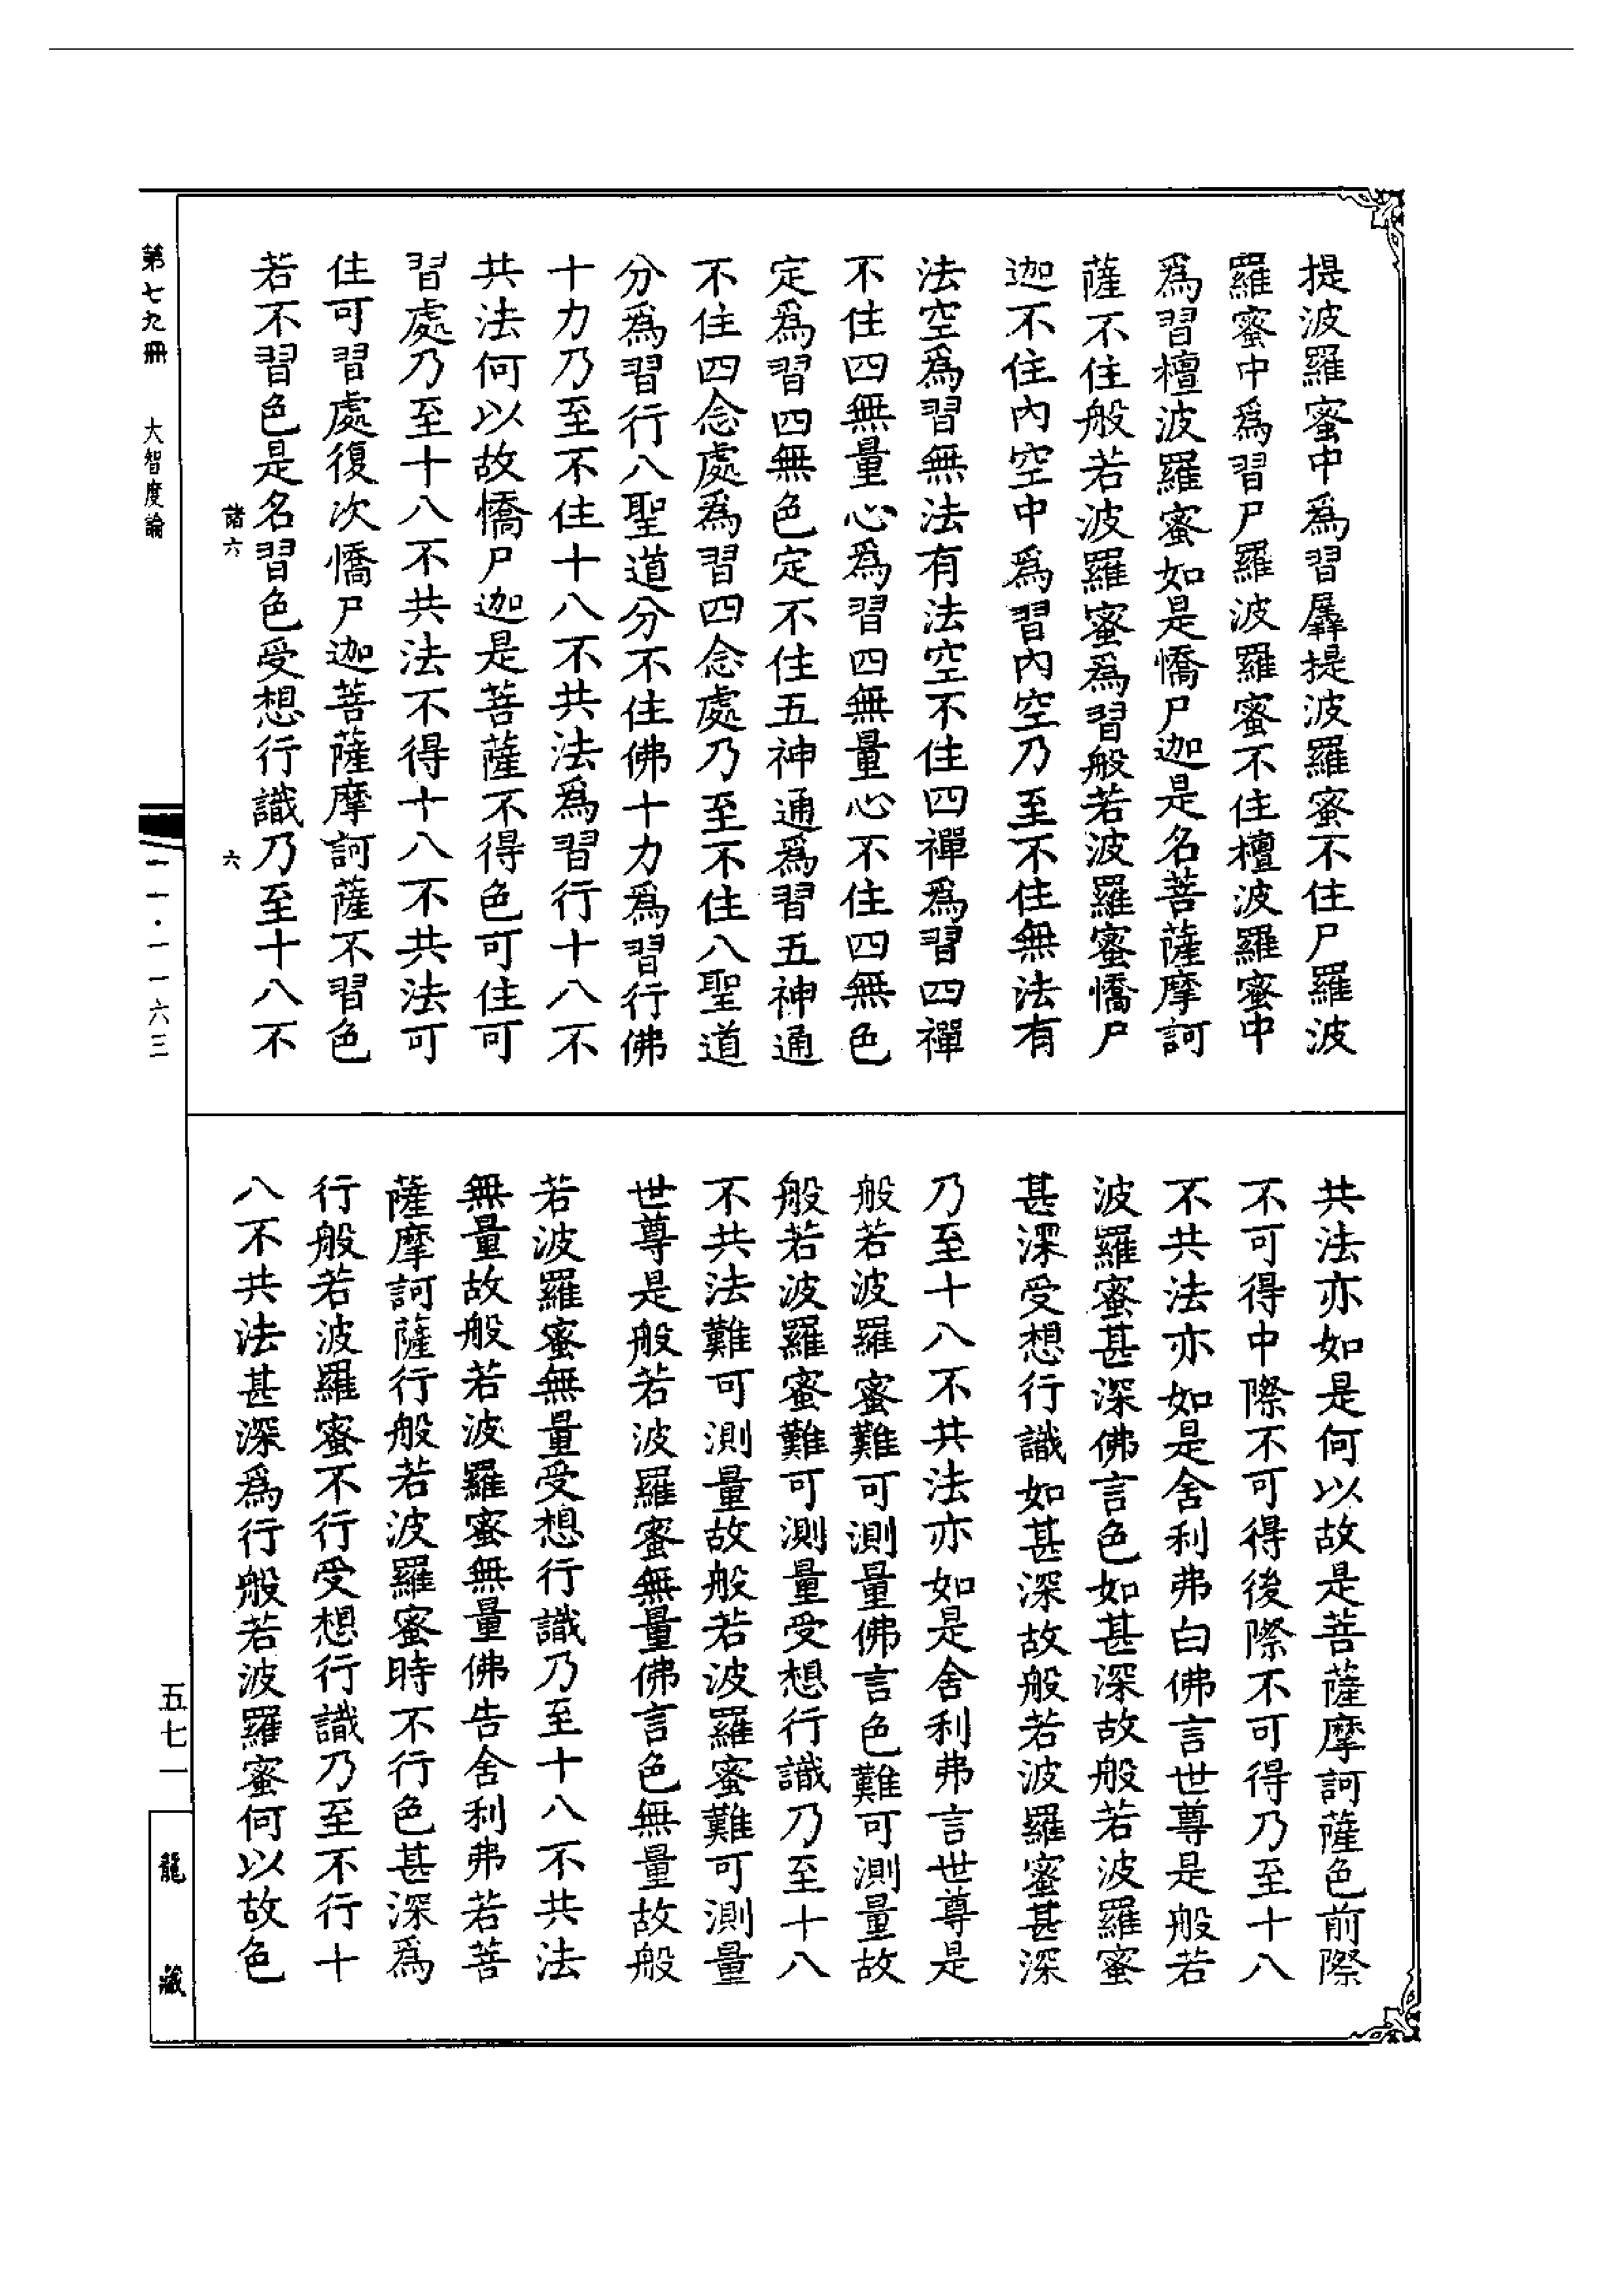 提波羅蜜中爲習羼提波羅蜜不住尸羅波
羅蜜中爲習尸羅波羅蜜不住檀波羅蜜中
爲習檀波羅蜜如是憍尸迦是名菩薩摩訶
薩不住般若波羅蜜爲習般若波羅蜜憍尸
迦不住內空中爲習內空乃至不住無法有
法空爲習無法有法空不住四禪爲習四禪
不住四無量心爲習四無量心不住四無色
定爲習四無色定不住五神通爲習五神通
不住四念處爲習四念處乃至不住八聖道
分爲習行八聖道分不住佛十力爲習行佛
十力乃至不住十八不共法爲習行十八不
共法何以故憍尸迦是菩薩不得色可住可
習處乃至十八不共法不得十八不共法可
住可習處復次憍尸迦菩薩摩訶薩不習色
若不習色是名習色受想行識乃至十八不
共法亦如是何以故是菩薩摩訶薩色前際
不可得中際不可得後際不可得乃至十八
不共法亦如是舍利弗白佛言世尊是般若
波羅蜜甚深佛言色如甚深故般若波羅蜜
甚深受想行識如甚深故般若波羅蜜甚深
乃至十八不共法亦如是舍利弗言世尊是
般若波羅蜜難可測量佛言色難可測量故
般若波羅蜜難可測量受想行識乃至十八
不共法難可測量故般若波羅蜜難可測量
世尊是般若波羅蜜無量佛言色無量故般
若波羅蜜無量受想行識乃至十八不共法
無量故般若波羅蜜無量佛告舍利弗若菩
薩摩訶薩行般若波羅蜜時不行色甚深爲
行般若波羅蜜不行受想行識乃至不行十
八不共法甚深爲行般若波羅蜜何以故色
諸六 六
第七九冊 大智度論
一一·一一六三
五七一
龍藏